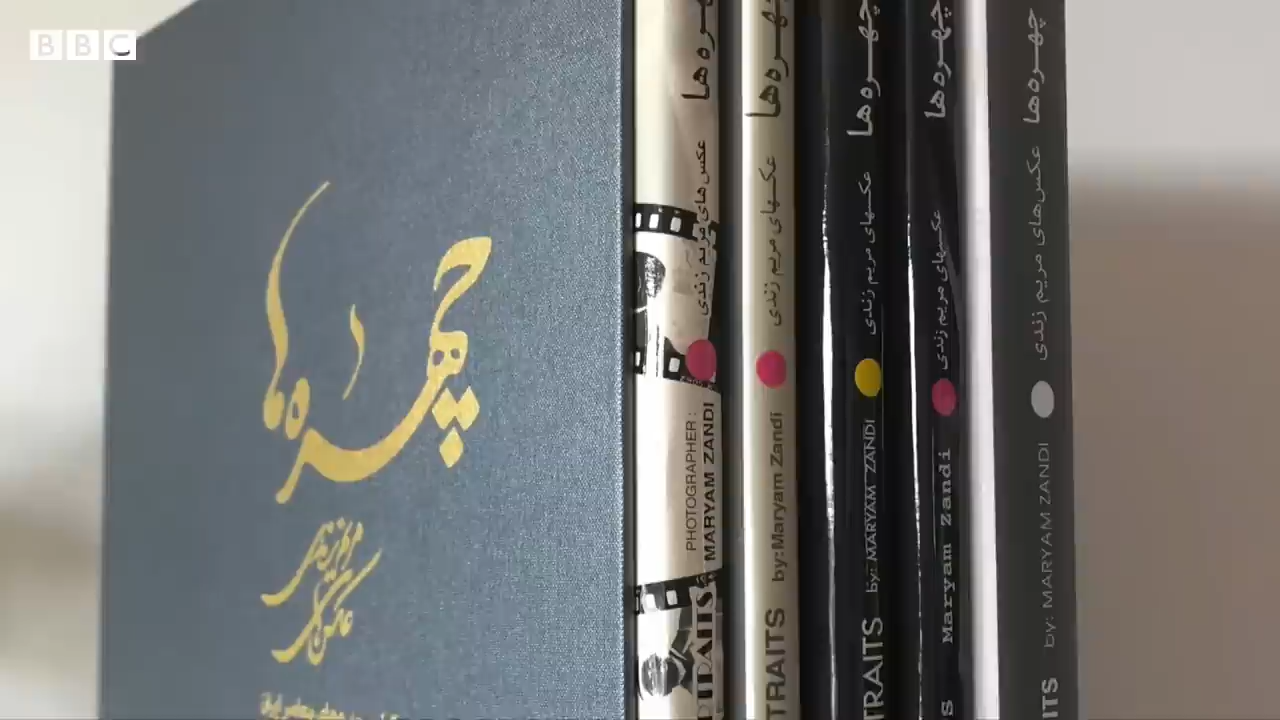 BBC
چهره‌ها
مریم زندی
چهره‌ها
عکس‌های مریم زندی
PHOTOGRAPHER:
MARYAM ZANDI
چهره‌ها
عکسهای مریم زندی
by: Maryam Zandi
TRAITS
چهره‌ها
عکسهای مریم زندی
by: MARYAM ZANDI
TRAITS
چهره‌ها
عکسهای مریم زندی
Maryam Zandi
S
چهره‌ها
عکس‌های مریم زندی
by: MARYAM ZANDI
ITS